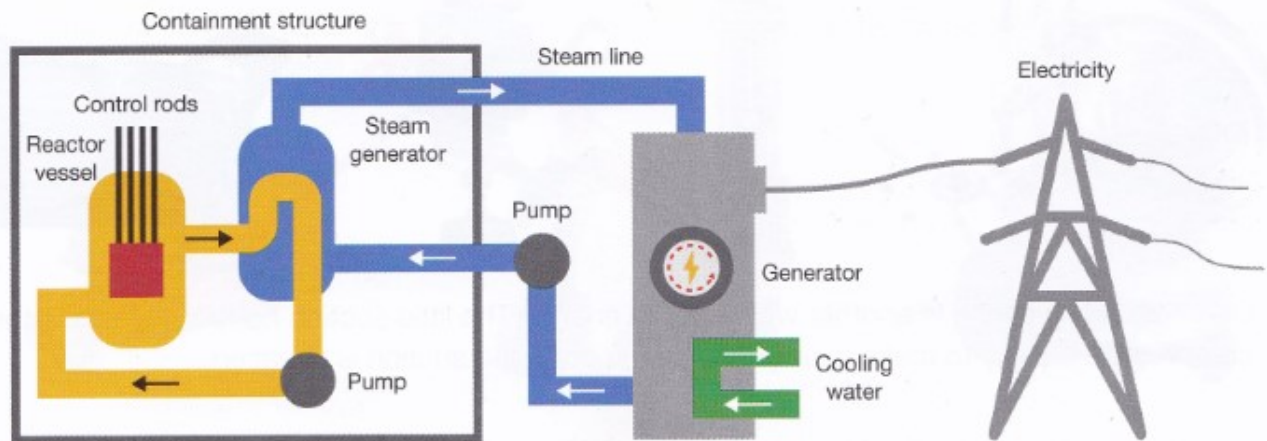 Containment structure
Steam line
Electricity
Control rods
Reactor
vessel
Steam
generator
Pump
Generator
Pump
Cooling
water